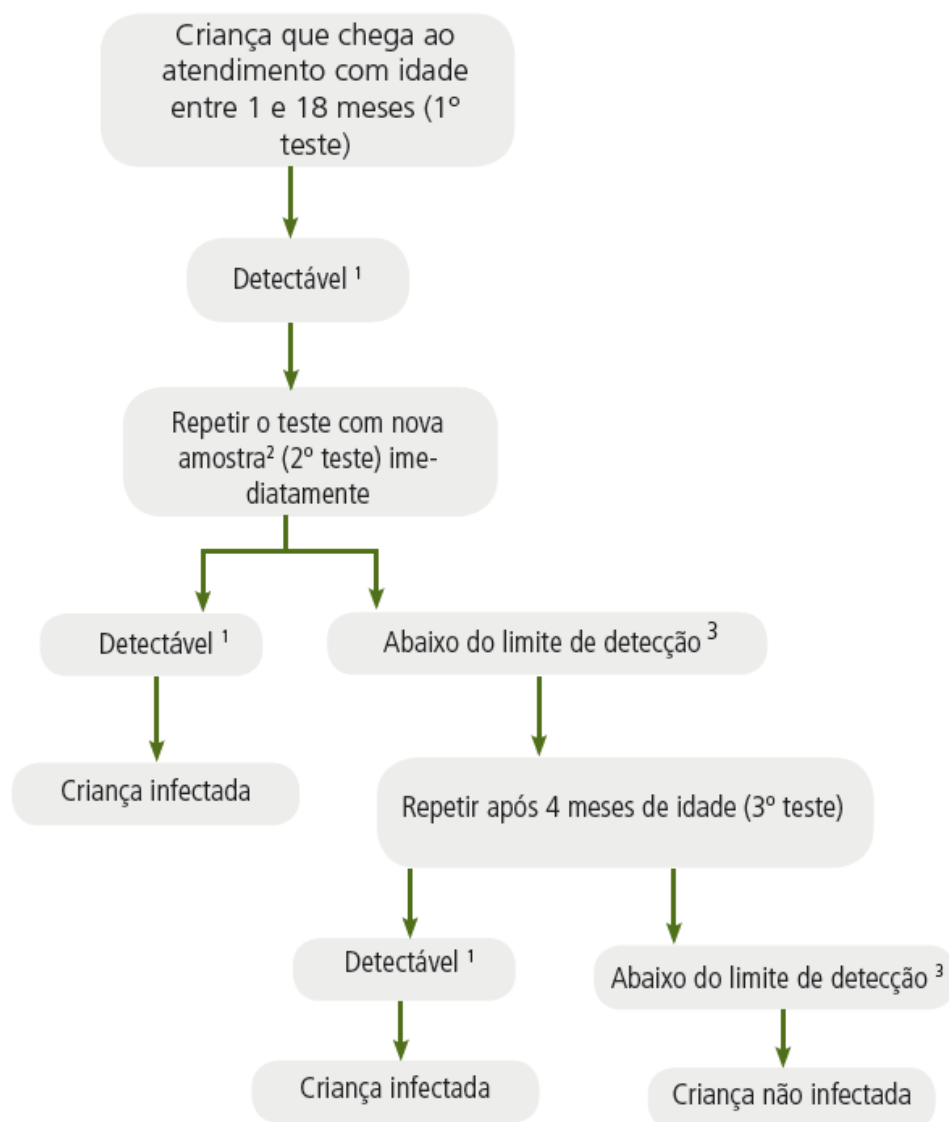 Criança que chega ao
atendimento com idade
entre 1 e 18 meses (1º
teste)
Detectável ¹
Repetir o teste com nova
amostra² (2º teste) ime-
diatamente
Detectável ¹
Abaixo do limite de detecção ³
Criança infectada
Repetir após 4 meses de idade (3º teste)
Detectável ¹
Abaixo do limite de detecção ³
Criança infectada
Criança não infectada